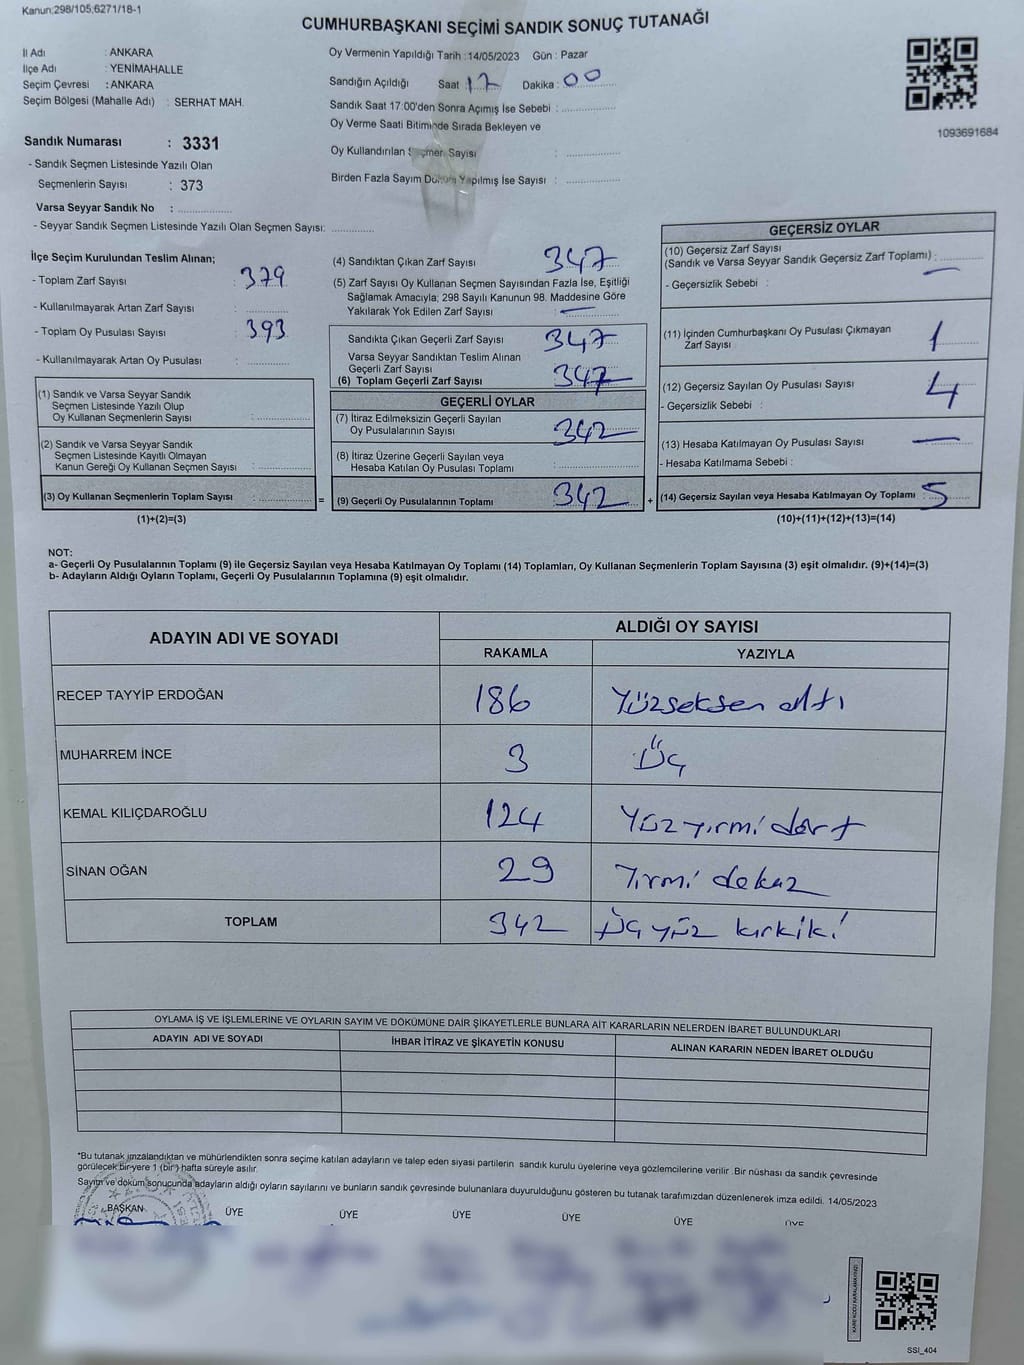 Kanun:298/105,6271/18-1
CUMHURBAŞKANI SEÇİMİ SANDIK SONUÇ TUTANAĞI
İl Adı : ANKARA
İlçe Adı : YENİMAHALLE
Seçim Çevresi : ANKARA
Seçim Bölgesi (Mahalle Adı) : SERHAT MAH.
Oy Vermenin Yapıldığı Tarih :14/05/2023 Gün : Pazar
Sandığın Açıldığı Saat : 17 Dakika : 00
Sandık Saat 17:00'den Sonra Açımış İse Sebebi :
Oy Verme Saati Bitiminde Sırada Bekleyen ve
Oy Kullandırılan Seçmen Sayısı :
Birden Fazla Sayım Döküm Yapılmış İse Sayısı :
1093691684
Sandık Numarası : 3331
- Sandık Seçmen Listesinde Yazılı Olan
Seçmenlerin Sayısı : 373
Varsa Seyyar Sandık No :
- Seyyar Sandık Seçmen Listesinde Yazılı Olan Seçmen Sayısı:
İlçe Seçim Kurulundan Teslim Alınan;
- Toplam Zarf Sayısı : 379
- Kullanılmayarak Artan Zarf Sayısı :
- Toplam Oy Pusulası Sayısı : 393
- Kullanılmayarak Artan Oy Pusulası :
(1) Sandık ve Varsa Seyyar Sandık
Seçmen Listesinde Yazılı Olup
Oy Kullanan Seçmenlerin Sayısı :
(2) Sandık ve Varsa Seyyar Sandık
Seçmen Listesinde Kayıtlı Olmayan
Kanun Gereği Oy Kullanan Seçmen Sayısı :
(3) Oy Kullanan Seçmenlerin Toplam Sayısı : =
(1)+(2)=(3)
(4) Sandıktan Çıkan Zarf Sayısı 347
(5) Zarf Sayısı Oy Kullanan Seçmen Sayısından Fazla İse, Eşitliği
Sağlamak Amacıyla; 298 Sayılı Kanunun 98. Maddesine Göre
Yakılarak Yok Edilen Zarf Sayısı : —
Sandıkta Çıkan Geçerli Zarf Sayısı 347
Varsa Seyyar Sandıktan Teslim Alınan
Geçerli Zarf Sayısı
(6) Toplam Geçerli Zarf Sayısı 347
GEÇERLİ OYLAR
(7) İtiraz Edilmeksizin Geçerli Sayılan
Oy Pusulalarının Sayısı : 342
(8) İtiraz Üzerine Geçerli Sayılan veya
Hesaba Katılan Oy Pusulası Toplamı :
(9) Geçerli Oy Pusulalarının Toplamı 342 +
GEÇERSİZ OYLAR
(10) Geçersiz Zarf Sayısı
(Sandık ve Varsa Seyyar Sandık Geçersiz Zarf Toplamı) : —
- Geçersizlik Sebebi :
(11) İçinden Cumhurbaşkanı Oy Pusulası Çıkmayan
Zarf Sayısı : 1
(12) Geçersiz Sayılan Oy Pusulası Sayısı : 4
- Geçersizlik Sebebi :
(13) Hesaba Katılmayan Oy Pusulası Sayısı : —
- Hesaba Katılmama Sebebi :
(14) Geçersiz Sayılan veya Hesaba Katılmayan Oy Toplamı : 5
(10)+(11)+(12)+(13)=(14)
NOT:
a- Geçerli Oy Pusulalarının Toplamı (9) ile Geçersiz Sayılan veya Hesaba Katılmayan Oy Toplamı (14) Toplamları, Oy Kullanan Seçmenlerin Toplam Sayısına (3) eşit olmalıdır. (9)+(14)=(3)
b- Adayların Aldığı Oyların Toplamı, Geçerli Oy Pusulalarının Toplamına (9) eşit olmalıdır.
ADAYIN ADI VE SOYADI
ALDIĞI OY SAYISI
RAKAMLA YAZIYLA
RECEP TAYYİP ERDOĞAN 186 Yüzseksen altı
MUHARREM İNCE 3 Üç
KEMAL KILIÇDAROĞLU 124 Yüz yirmi dört
SİNAN OĞAN 29 Yirmi dokuz
TOPLAM 342 Üç yüz kırkiki
OYLAMA İŞ VE İŞLEMLERİNE VE OYLARIN SAYIM VE DÖKÜMÜNE DAİR ŞİKAYETLERLE BUNLARA AİT KARARLARIN NELERDEN İBARET BULUNDUKLARI
ADAYIN ADI VE SOYADI İHBAR İTİRAZ VE ŞİKAYETİN KONUSU ALINAN KARARIN NEDEN İBARET OLDUĞU
*Bu tutanak imzalandıktan ve mühürlendikten sonra seçime katılan adayların ve talep eden siyasi partilerin sandık kurulu üyelerine veya gözlemcilerine verilir .Bir nüshası da sandık çevresinde
görülecek bir yere 1 (bir ) hafta süreyle asılır.
Sayım ve döküm sonucunda adayların aldığı oyların sayılarını ve bunların sandık çevresinde bulunanlara duyurulduğunu gösteren bu tutanak tarafımızdan düzenlenerek imza edildi. 14/05/2023
BAŞKAN ÜYE ÜYE ÜYE ÜYE ÜYE ÜYE
SSI_404